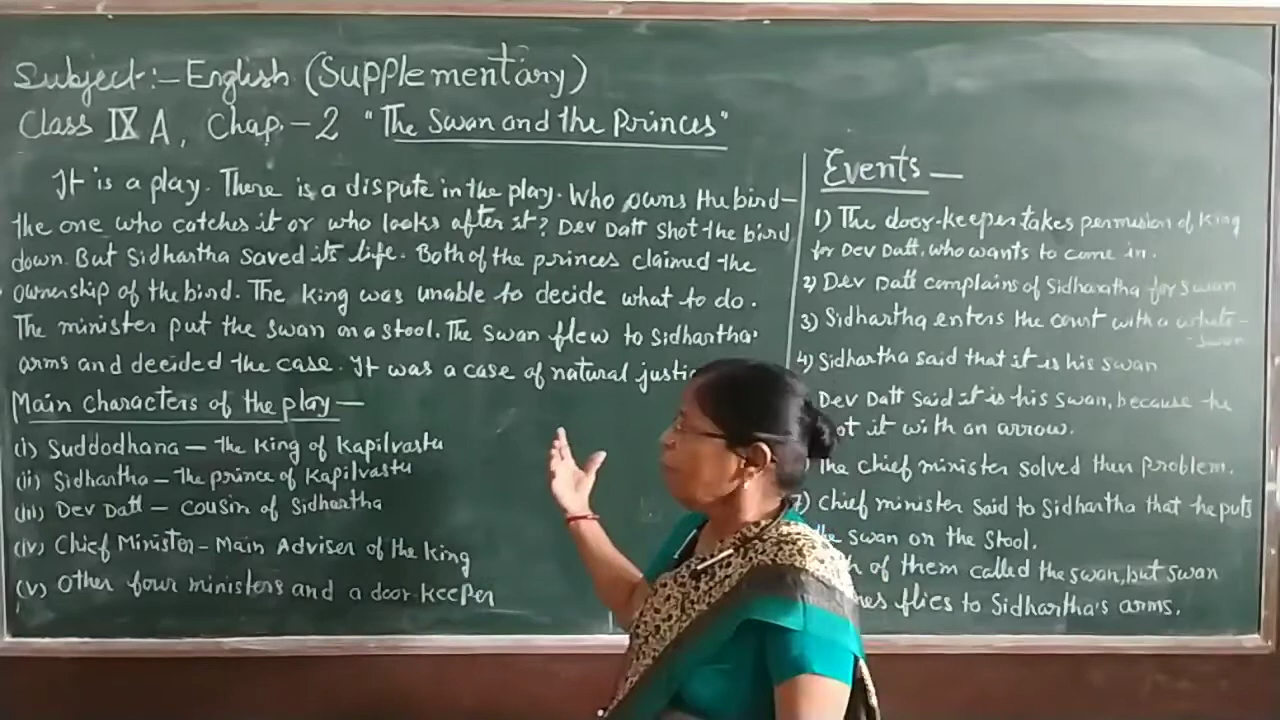 Subject:- English (Supplementary)
Class IX A, Chap.-2 "The Swan and the Princes"
It is a play. There is a dispute in the play. Who owns the bird-
the one who catches it or who looks after it? Dev Datt shot the bird
down. But Sidhartha saved its life. Both of the princes claimed the
ownership of the bird. The king was unable to decide what to do.
The minister put the swan on a stool. The swan flew to Sidhartha's
arms and decided the case. It was a case of natural
Main characters of the play-
(i) Suddodhana - the king of Kapilvastu
(ii) Sidhartha - The prince of Kapilvastu
(iii) Dev Datt - cousin of Sidhartha
(iv) Chief Minister - Main Adviser of the king
(v) Other four ministers and a door-keeper
Events-
1) The door-keeper takes permission of king
for Dev Datt, who wants to come in.
2) Dev Datt complains of Sidharatha for swan
3) Sidhartha enters the court with a white-
-swan
4) Sidhartha said that it is his swan
Dev Datt said it is his swan, because he
it with an arrow.
The chief minister solved their problem.
7) Chief minister said to Sidhartha that he puts
the swan on the stool.
of them called the swan, but swan
flies to Sidhartha's arms.